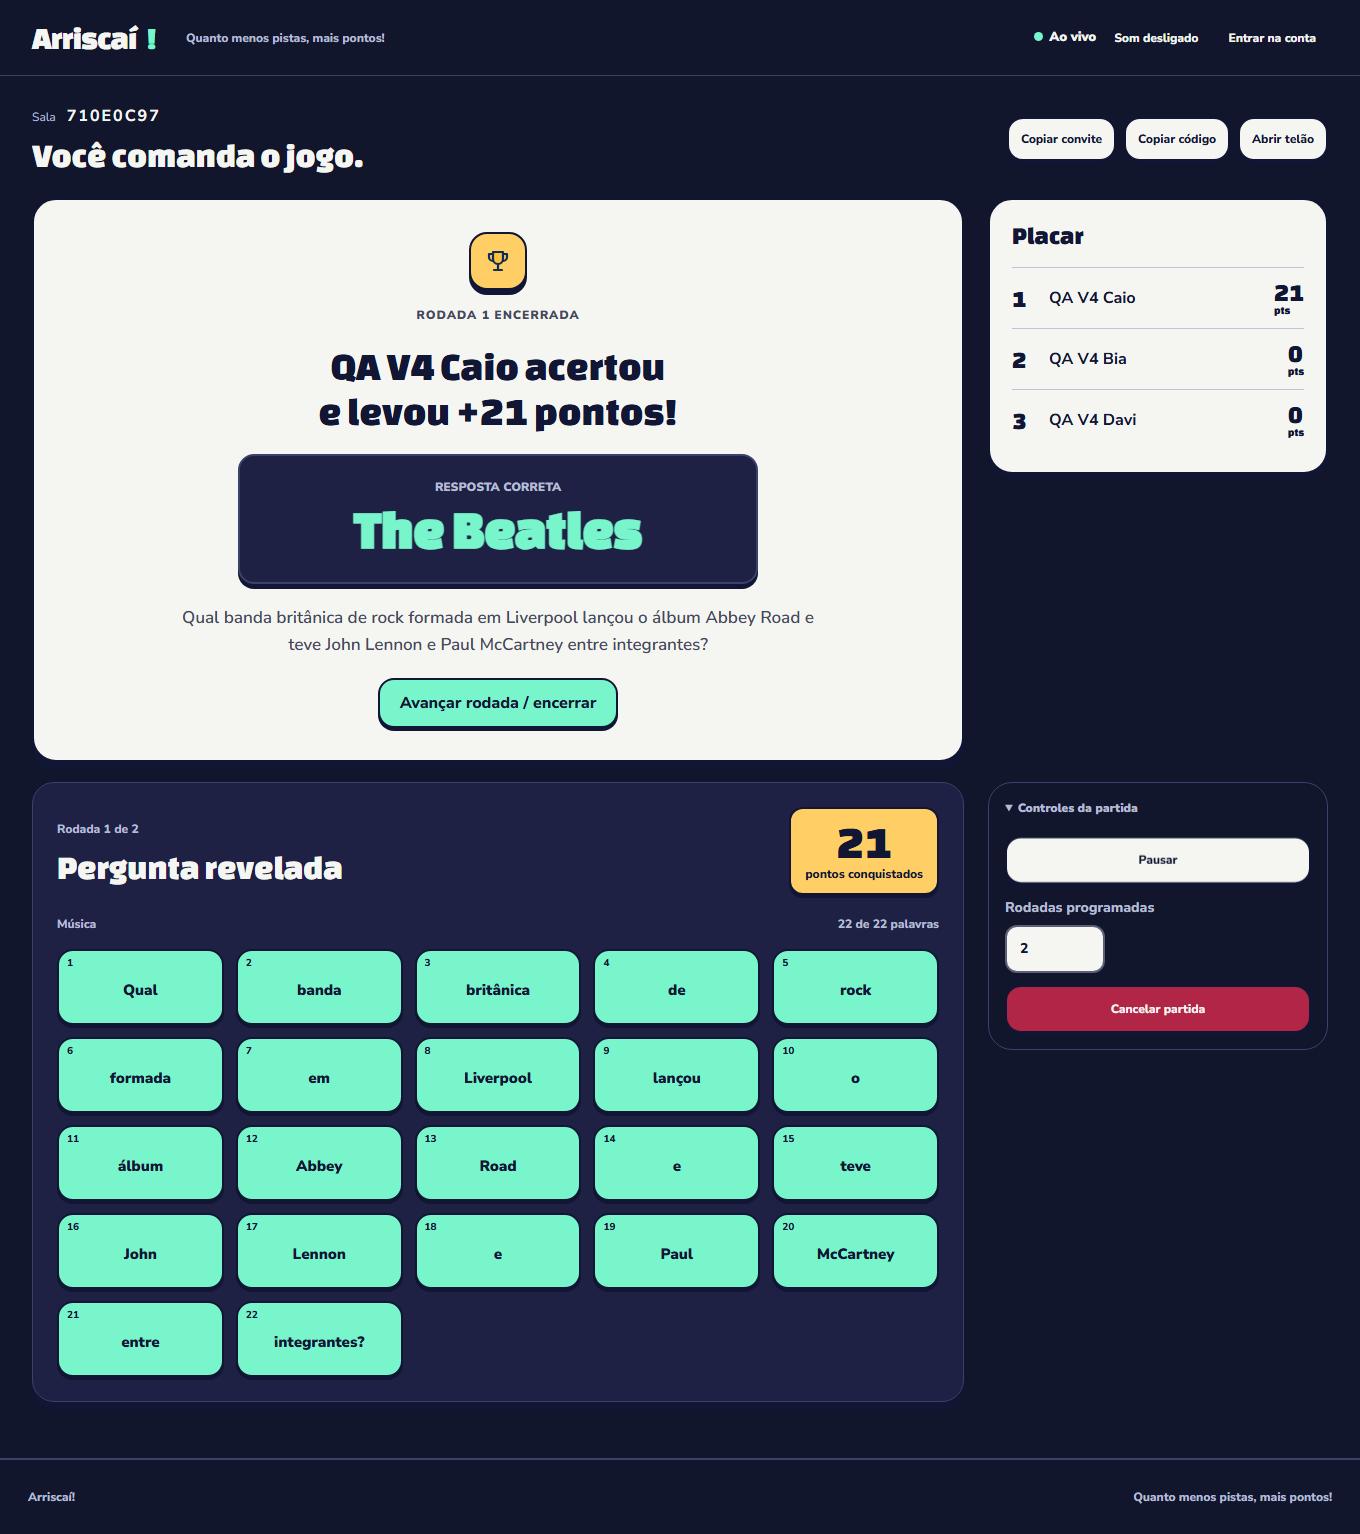 Arriscaí !
Quanto menos pistas, mais pontos!
Ao vivo
Som desligado
Entrar na conta
Sala 710E0C97
Você comanda o jogo.
Copiar convite
Copiar código
Abrir telão
RODADA 1 ENCERRADA
QA V4 Caio acertou
e levou +21 pontos!
RESPOSTA CORRETA
The Beatles
Qual banda britânica de rock formada em Liverpool lançou o álbum Abbey Road e
teve John Lennon e Paul McCartney entre integrantes?
Avançar rodada / encerrar
Placar
1 QA V4 Caio 21
pts
2 QA V4 Bia 0
pts
3 QA V4 Davi 0
pts
Rodada 1 de 2
Pergunta revelada
21
pontos conquistados
Música
22 de 22 palavras
1
Qual
2
banda
3
britânica
4
de
5
rock
6
formada
7
em
8
Liverpool
9
lançou
10
o
11
álbum
12
Abbey
13
Road
14
e
15
teve
16
John
17
Lennon
18
e
19
Paul
20
McCartney
21
entre
22
integrantes?
▼ Controles da partida
Pausar
Rodadas programadas
2
Cancelar partida
Arriscaí!
Quanto menos pistas, mais pontos!